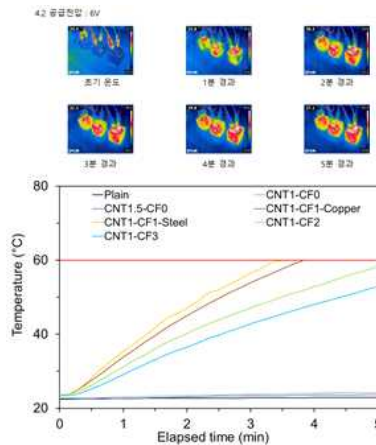 4.2 공급전압 : 6V
초기 온도
1분 경과
2분 경과
3분 경과
4분 경과
5분 경과
Plain
CNT1-CF0
CNT1.5-CF0
CNT1-CF1-Copper
CNT1-CF1-Steel
CNT1-CF2
CNT1-CF3
Temperature (°C)
80
60
40
20
0
1
2
3
4
5
Elapsed time (min)